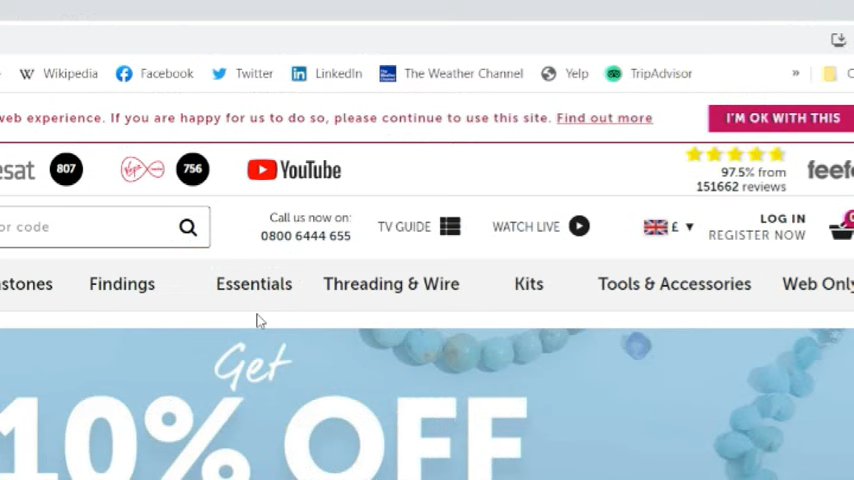 Wikipedia Facebook Twitter LinkedIn The Weather Channel Yelp TripAdvisor »
web experience. If you are happy for us to do so, please continue to use this site. Find out more I'M OK WITH THIS
esat 807 Virgin 756 YouTube 97.5% from feefo
151662 reviews
or code Call us now on: TV GUIDE WATCH LIVE £ LOG IN
0800 6444 655 REGISTER NOW
stones Findings Essentials Threading & Wire Kits Tools & Accessories Web Only
Get
10% OFF